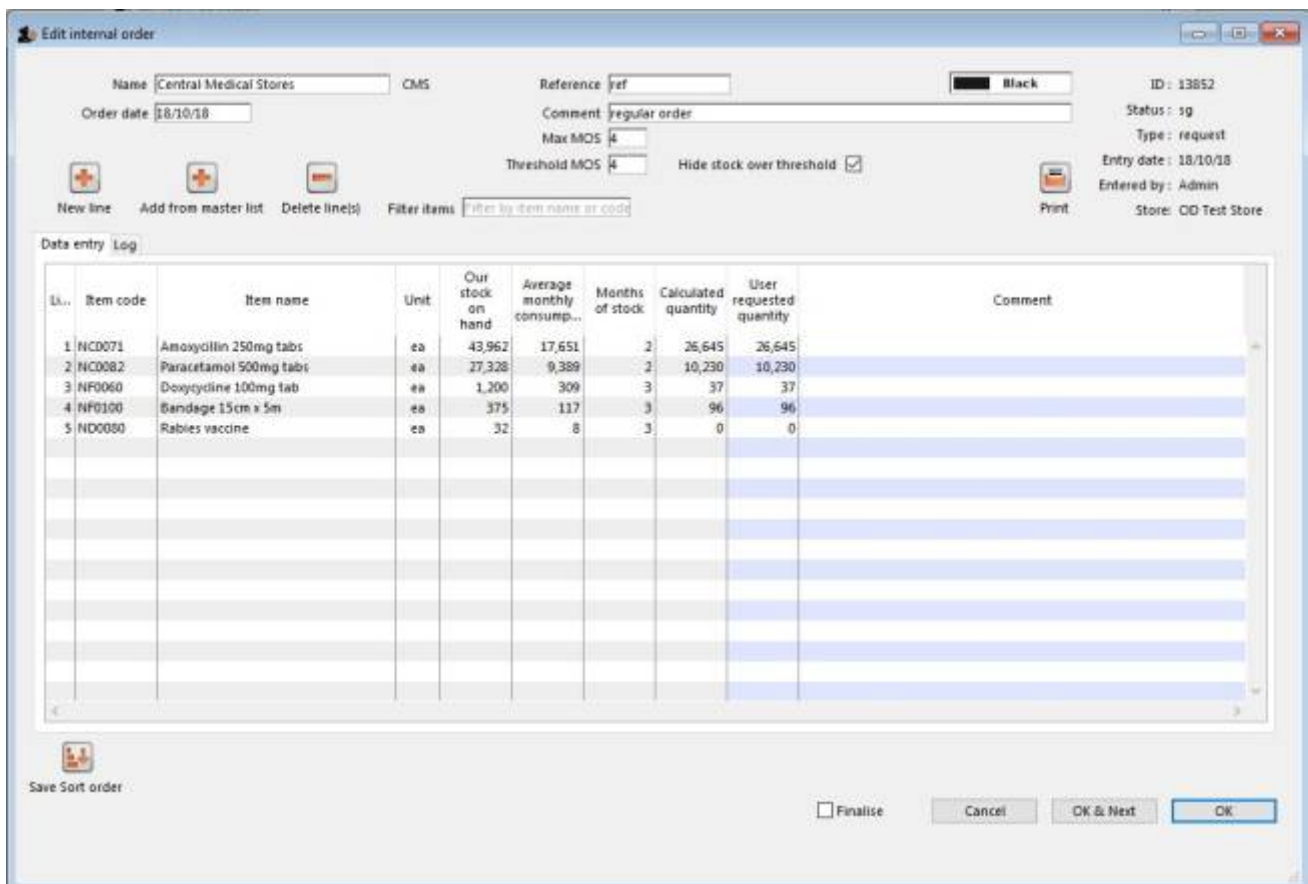 Edit internal order
Name Central Medical Stores CMS Reference ref Black ID : 13852
Order date 18/10/18 Comment regular order Status : sg
Max MOS 4 Type : request
Threshold MOS 4 Hide stock over threshold Entry date : 18/10/18
Entered by : Admin
New line Add from master list Delete line(s) Filter items Filter by item name or code Print Store: OD Test Store
Data entry Log
Li... Item code Item name Unit Our stock on hand Average monthly consump... Months of stock Calculated quantity User requested quantity Comment
1 NC0071 Amoxycillin 250mg tabs ea 43,962 17,651 2 26,645 26,645
2 NC0082 Paracetamol 500mg tabs ea 27,328 9,389 2 10,230 10,230
3 NF0060 Doxycycline 100mg tab ea 1,200 309 3 37 37
4 NF0100 Bandage 15cm x 5m ea 375 117 3 96 96
5 ND0080 Rabies vaccine ea 32 8 3 0 0
Save Sort order
Finalise Cancel OK & Next OK